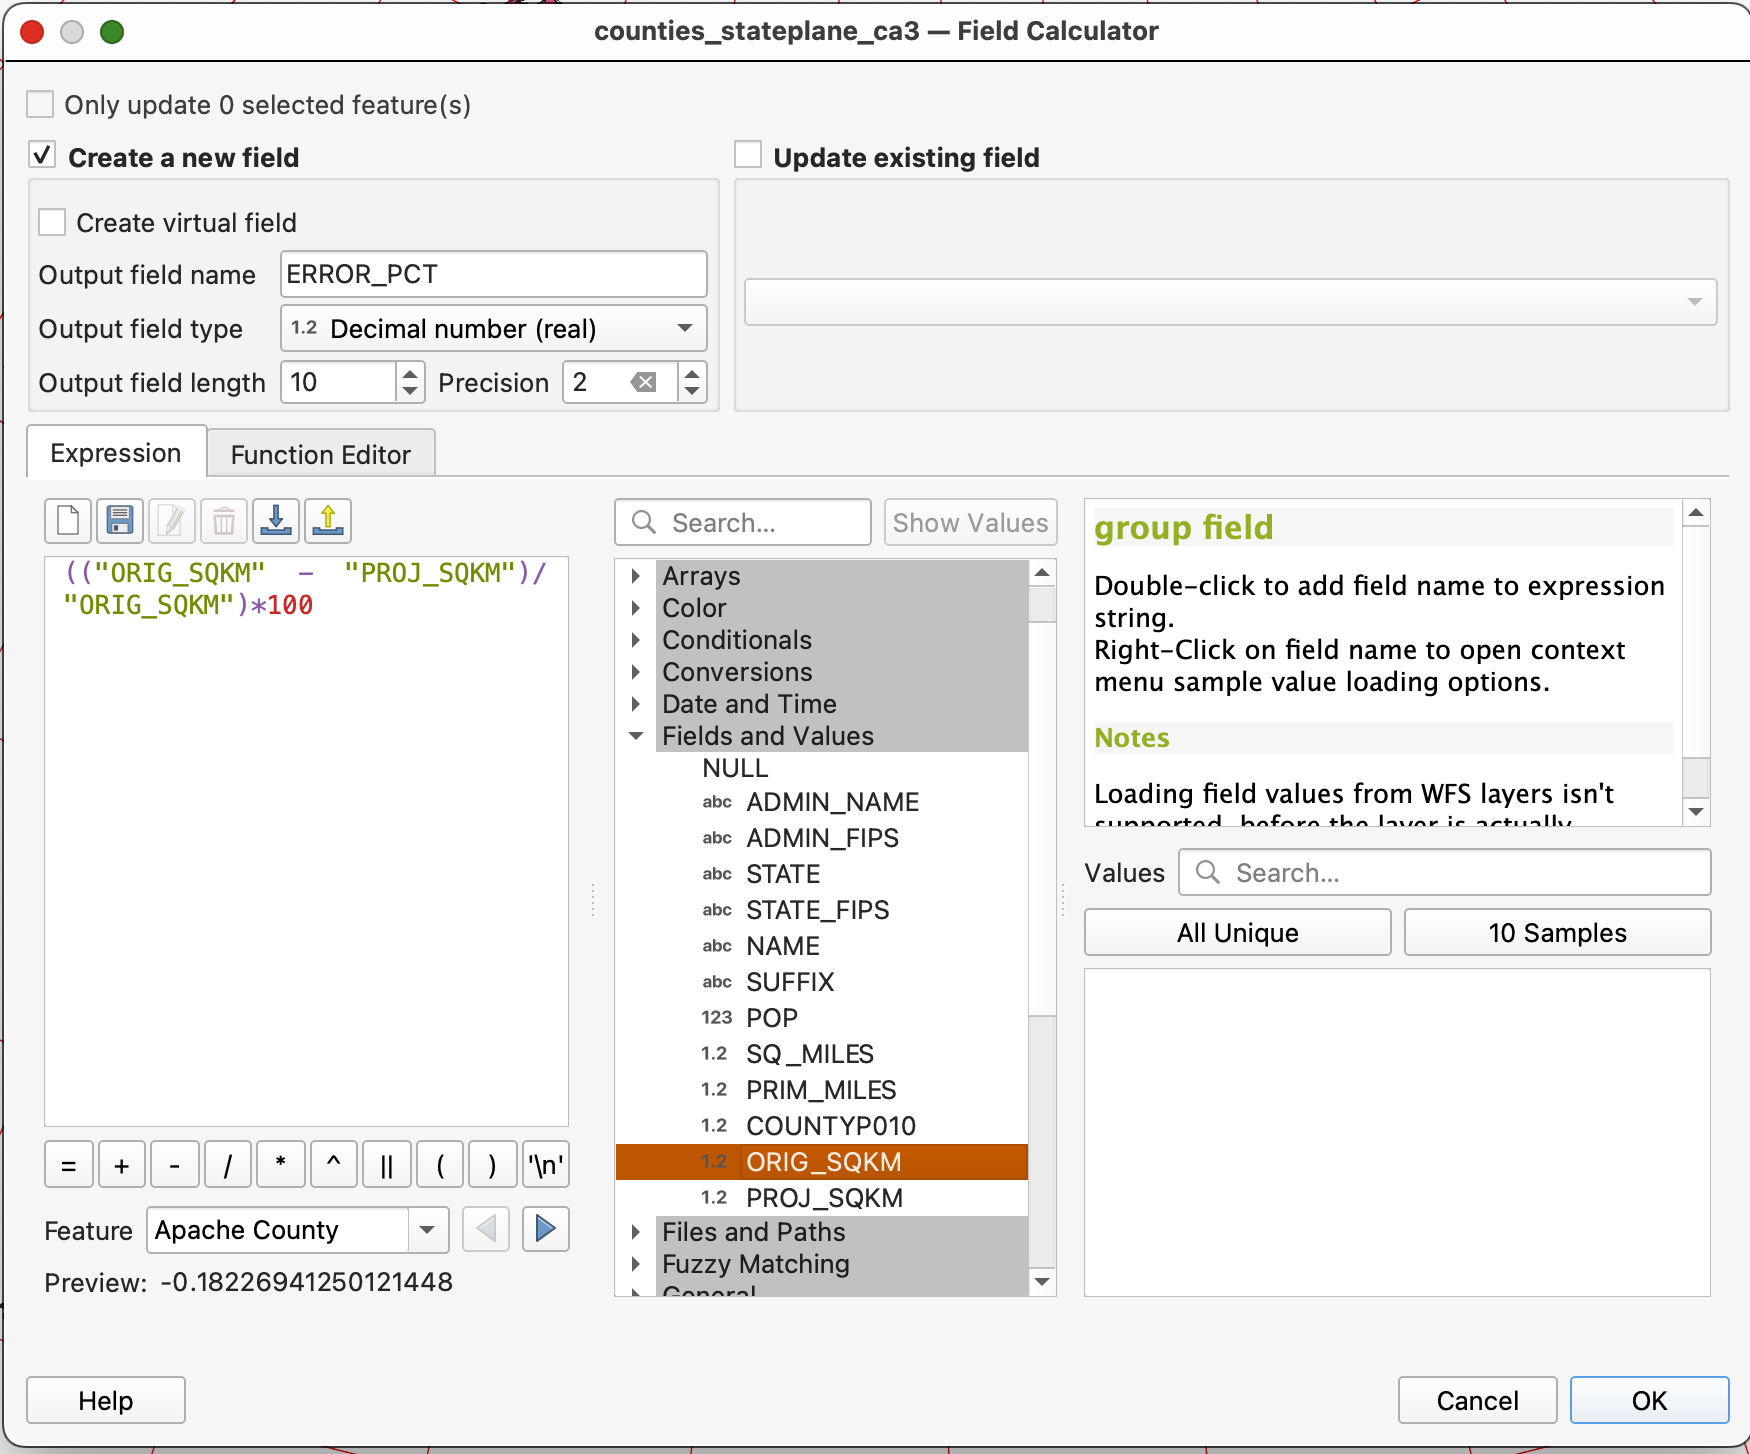 counties_stateplane_ca3 — Field Calculator
Only update 0 selected feature(s)
Create a new field
Update existing field
Create virtual field
Output field name ERROR_PCT
Output field type 1.2 Decimal number (real)
Output field length 10 Precision 2
Expression Function Editor
Search... Show Values
(("ORIG_SQKM" - "PROJ_SQKM")/
"ORIG_SQKM")*100
= + - / * ^ || ( ) '\n'
Feature Apache County
Preview: -0.18226941250121448
Arrays
Color
Conditionals
Conversions
Date and Time
Fields and Values
NULL
abc ADMIN_NAME
abc ADMIN_FIPS
abc STATE
abc STATE_FIPS
abc NAME
abc SUFFIX
123 POP
1.2 SQ_MILES
1.2 PRIM_MILES
1.2 COUNTYP010
1.2 ORIG_SQKM
1.2 PROJ_SQKM
Files and Paths
Fuzzy Matching
General
group field
Double-click to add field name to expression
string.
Right-Click on field name to open context
menu sample value loading options.
Notes
Loading field values from WFS layers isn't
supported, before the layer is actually
Values Search...
All Unique 10 Samples
Help Cancel OK